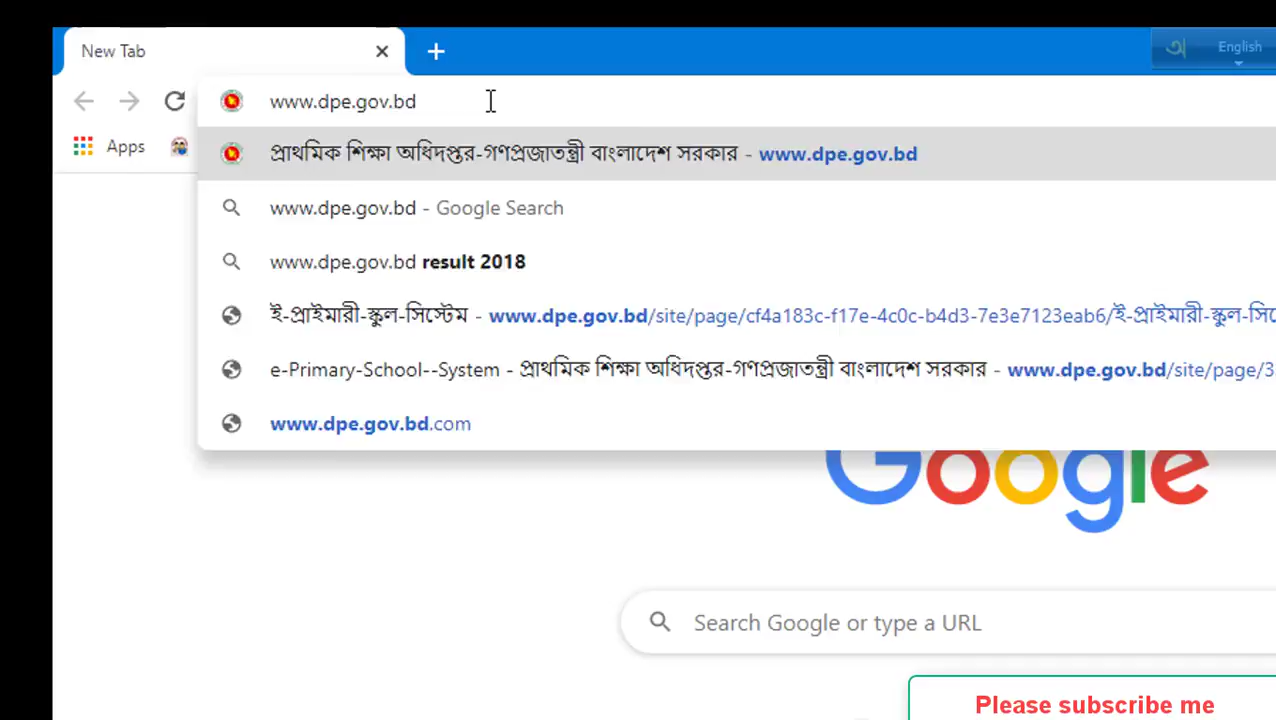 New Tab
English
অ
www.dpe.gov.bd
Apps
প্রাথমিক শিক্ষা অধিদপ্তর-গণপ্রজাতন্ত্রী বাংলাদেশ সরকার - www.dpe.gov.bd
www.dpe.gov.bd - Google Search
www.dpe.gov.bd result 2018
ই-প্রাইমারী-স্কুল-সিস্টেম - www.dpe.gov.bd/site/page/cf4a183c-f17e-4c0c-b4d3-7e3e7123eab6/ই-প্রাইমারী-স্কুল-সিস্টে
e-Primary-School--System - প্রাথমিক শিক্ষা অধিদপ্তর-গণপ্রজাতন্ত্রী বাংলাদেশ সরকার - www.dpe.gov.bd/site/page/3
www.dpe.gov.bd.com
Google
Search Google or type a URL
Please subscribe me